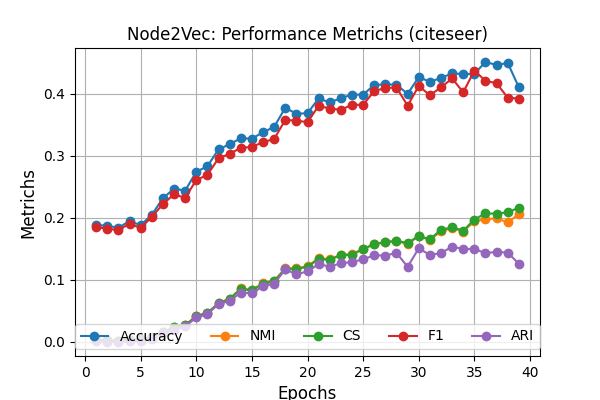 Node2Vec: Performance Metrichs (citeseer)
Metrichs
0.4
0.3
0.2
0.1
0.0
Accuracy NMI CS F1 ARI
0 5 10 15 20 25 30 35 40
Epochs